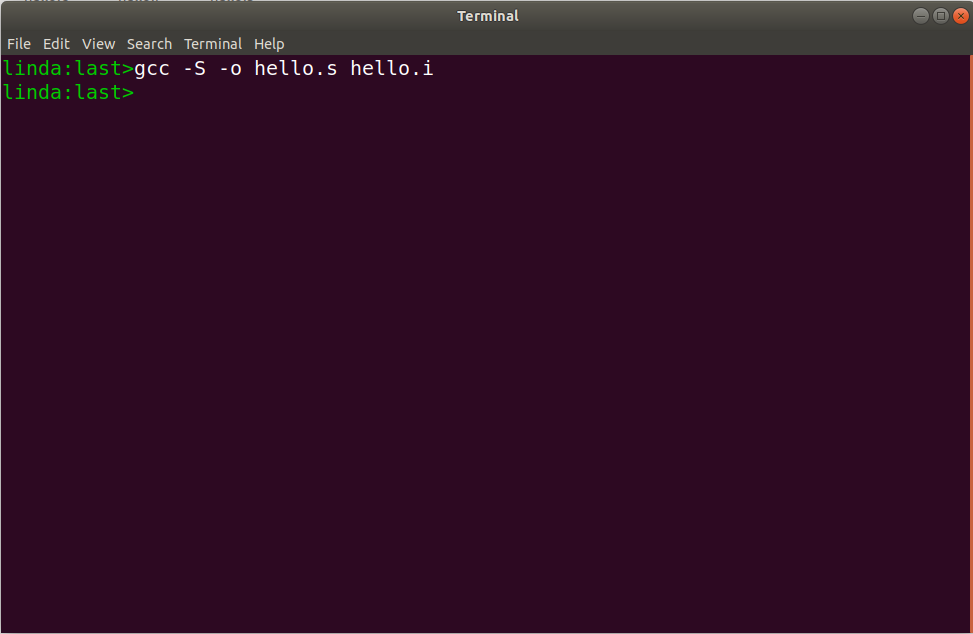 Terminal
File Edit View Search Terminal Help
linda:last>gcc -S -o hello.s hello.i
linda:last>